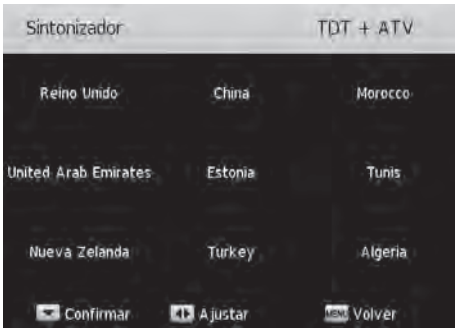 Sintonizador TDT + ATV
Reino Unido China Morocco
United Arab Emirates Estonia Tunis
Nueva Zelanda Turkey Algeria
Confirmar Ajustar MENU Volver